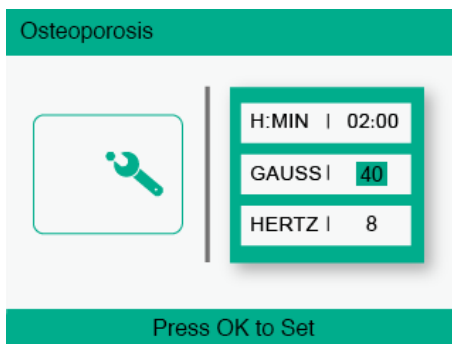 Osteoporosis
H:MIN | 02:00
GAUSS | 40
HERTZ | 8
Press OK to Set